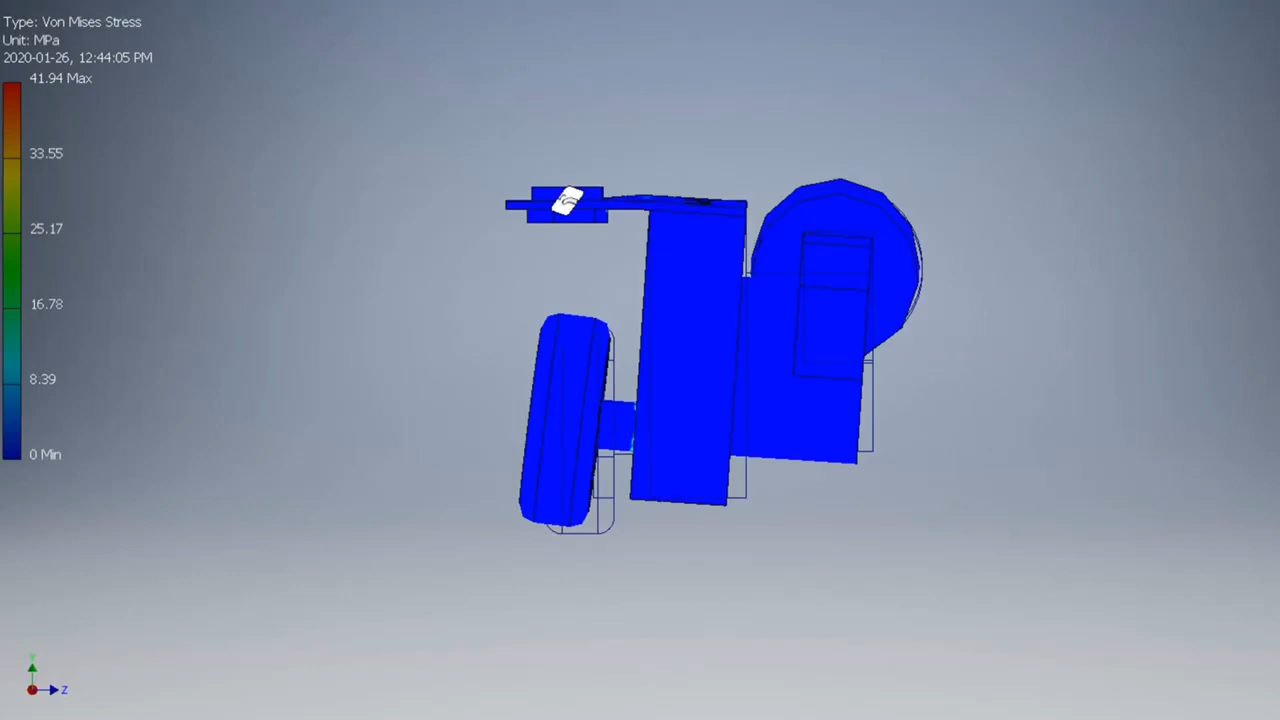 Type: Von Mises Stress
Unit: MPa
2020-01-26, 12:44:05 PM
41.94 Max
33.55
25.17
16.78
8.39
0 Min
Y
Z